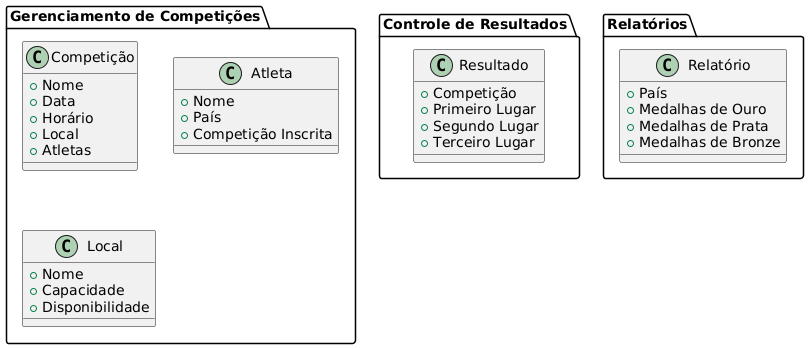 Gerenciamento de Competições
C Competição
Nome
Data
Horário
Local
Atletas
C Atleta
Nome
País
Competição Inscrita
C Local
Nome
Capacidade
Disponibilidade
Controle de Resultados
C Resultado
Competição
Primeiro Lugar
Segundo Lugar
Terceiro Lugar
Relatórios
C Relatório
País
Medalhas de Ouro
Medalhas de Prata
Medalhas de Bronze